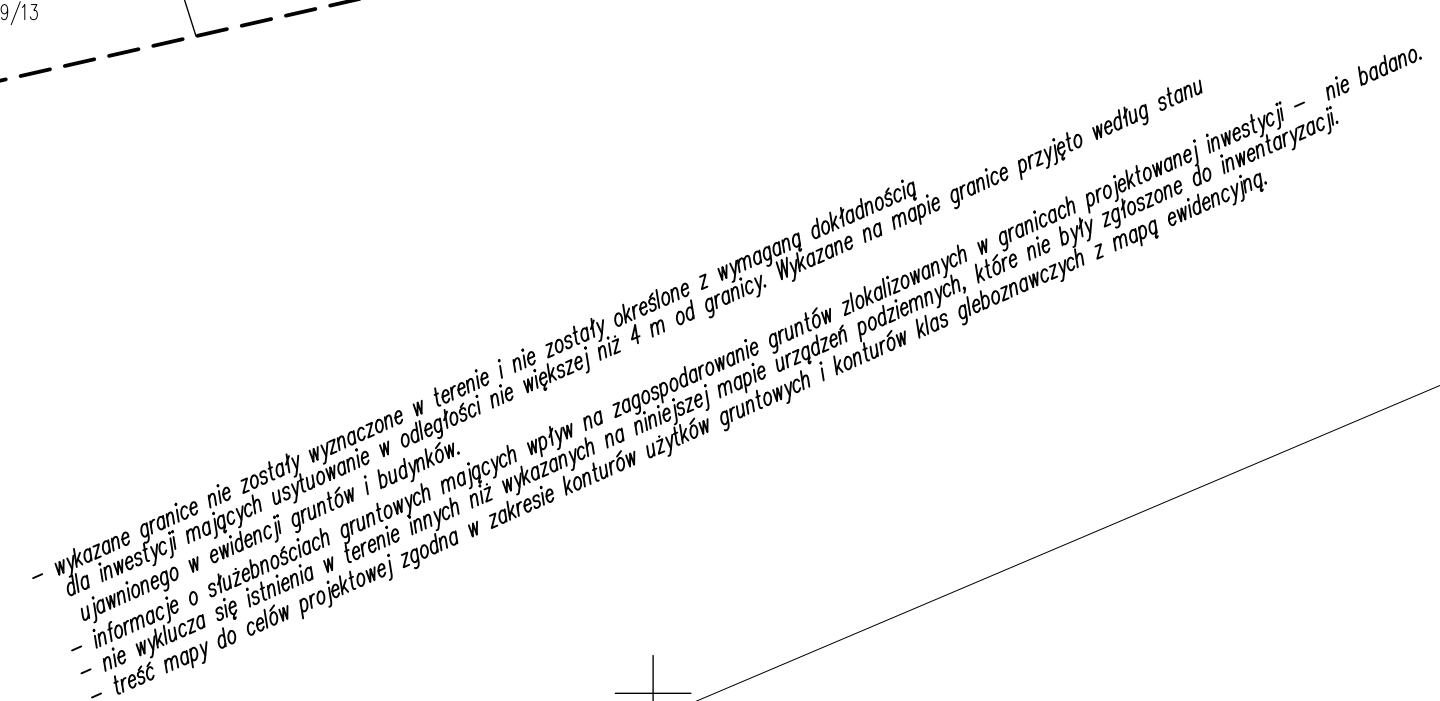 9/13
- wykazane granice nie zostały wyznaczone w terenie i nie zostały określone z wymaganą dokładnością
dla inwestycji mających usytuowanie w odległości nie większej niż 4 m od granicy. Wykazane na mapie granice przyjęto według stanu
ujawnionego w ewidencji gruntów i budynków.
- informacje o służebnościach gruntowych mających wpływ na zagospodarowanie gruntów zlokalizowanych w granicach projektowanej inwestycji - nie badano.
- nie wyklucza się istnienia w terenie innych niż wykazanych na niniejszej mapie urządzeń podziemnych, które nie były zgłoszone do inwentaryzacji.
- treść mapy do celów projektowej zgodna w zakresie konturów użytków gruntowych i konturów klas gleboznawczych z mapą ewidencyjną.